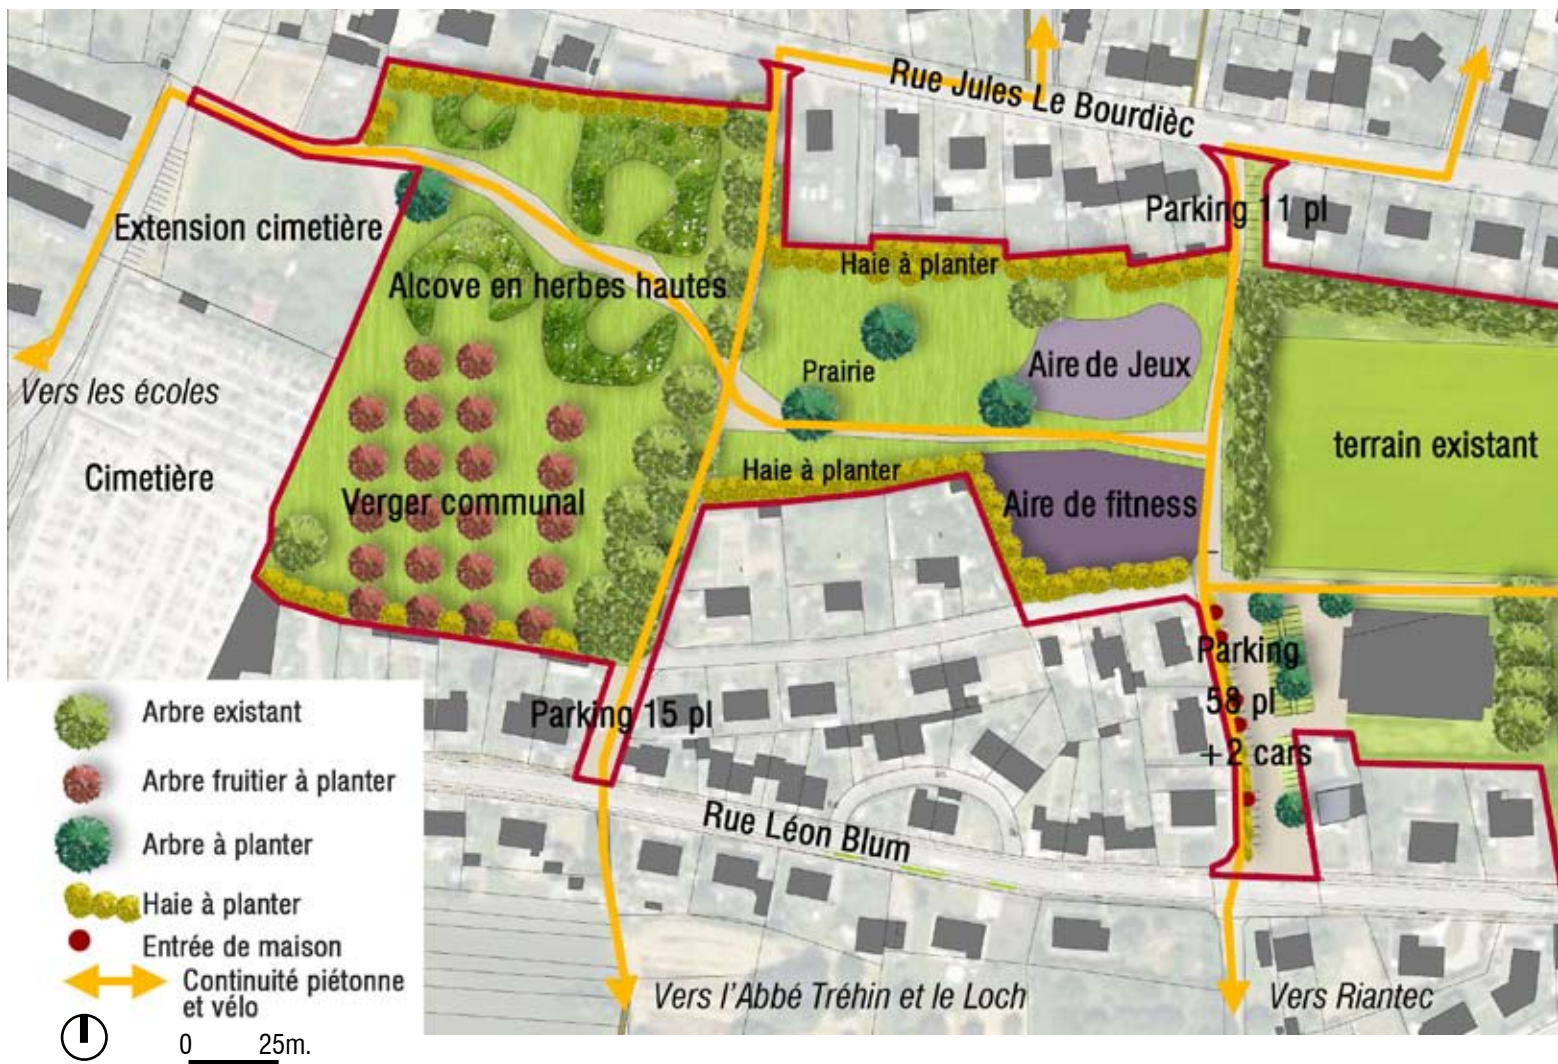 Rue Jules Le Bourdièc
Parking 11 pl
Extension cimetière
Haie à planter
Alcove en herbes hautes
Vers les écoles
Prairie
Aire de Jeux
terrain existant
Cimetière
Haie à planter
Verger communal
Aire de fitness
Parking
58 pl
+2 cars
Parking 15 pl
Rue Léon Blum
Vers l'Abbé Tréhin et le Loch
Vers Riantec
Arbre existant
Arbre fruitier à planter
Arbre à planter
Haie à planter
Entrée de maison
Continuité piétonne
et vélo
0 25m.